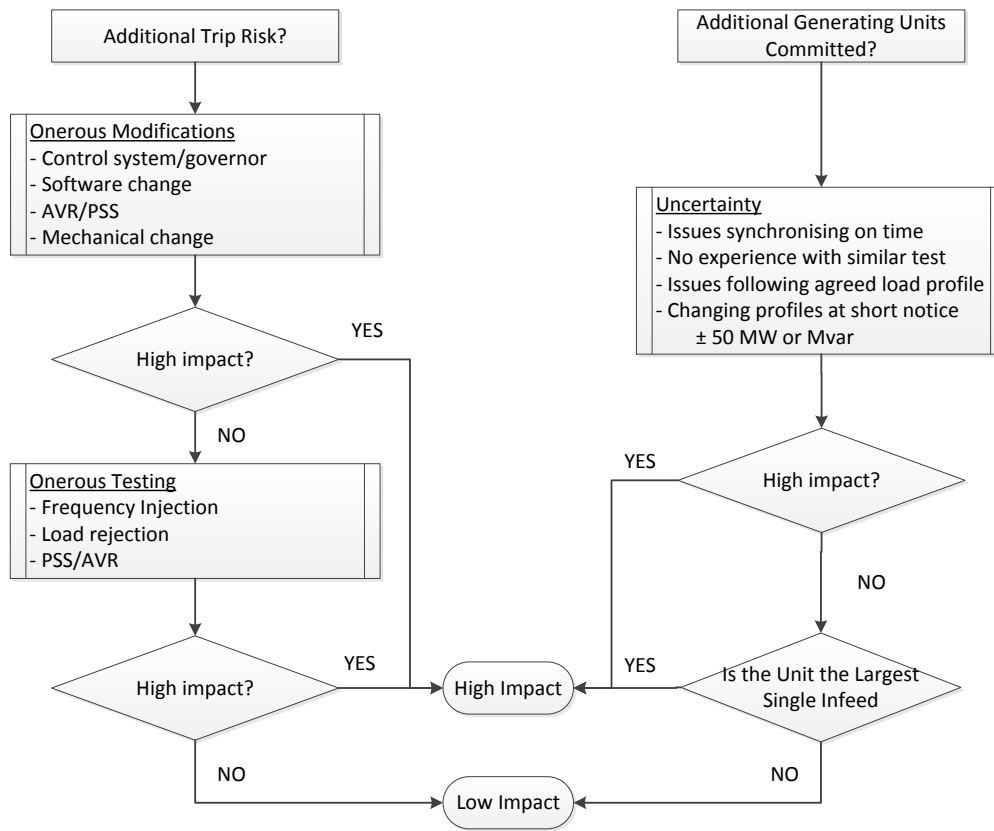 Additional Trip Risk?
Onerous Modifications
- Control system/governor
- Software change
- AVR/PSS
- Mechanical change
High impact?
YES
NO
Onerous Testing
- Frequency Injection
- Load rejection
- PSS/AVR
High impact?
YES
NO
Additional Generating Units
Committed?
Uncertainty
- Issues synchronising on time
- No experience with similar test
- Issues following agreed load profile
- Changing profiles at short notice
± 50 MW or Mvar
High impact?
YES
NO
Is the Unit the Largest
Single Infeed
YES
NO
High Impact
Low Impact